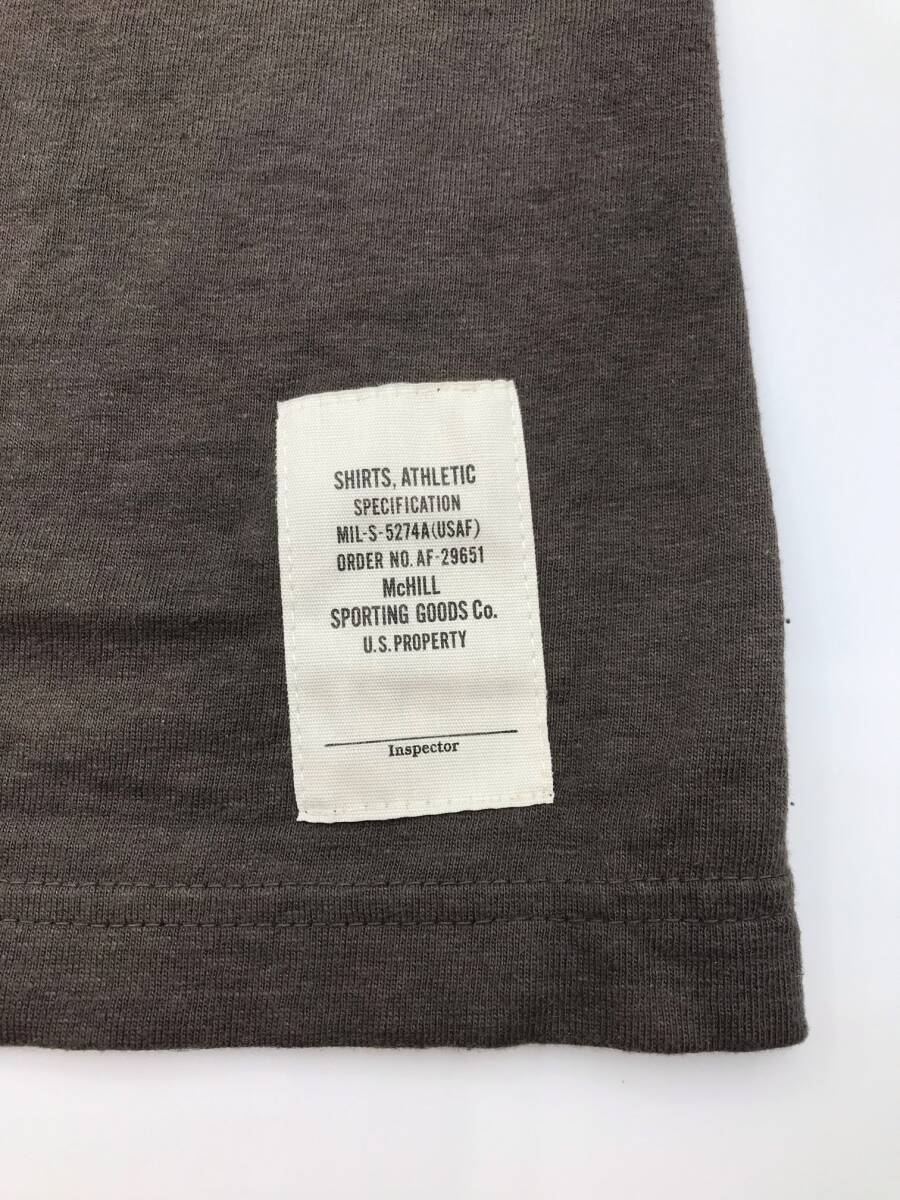 SHIRTS, ATHLETIC
SPECIFICATION
MIL-S-5274A(USAF)
ORDER NO. AF-29651
McHILL
SPORTING GOODS Co.
U.S. PROPERTY
Inspector